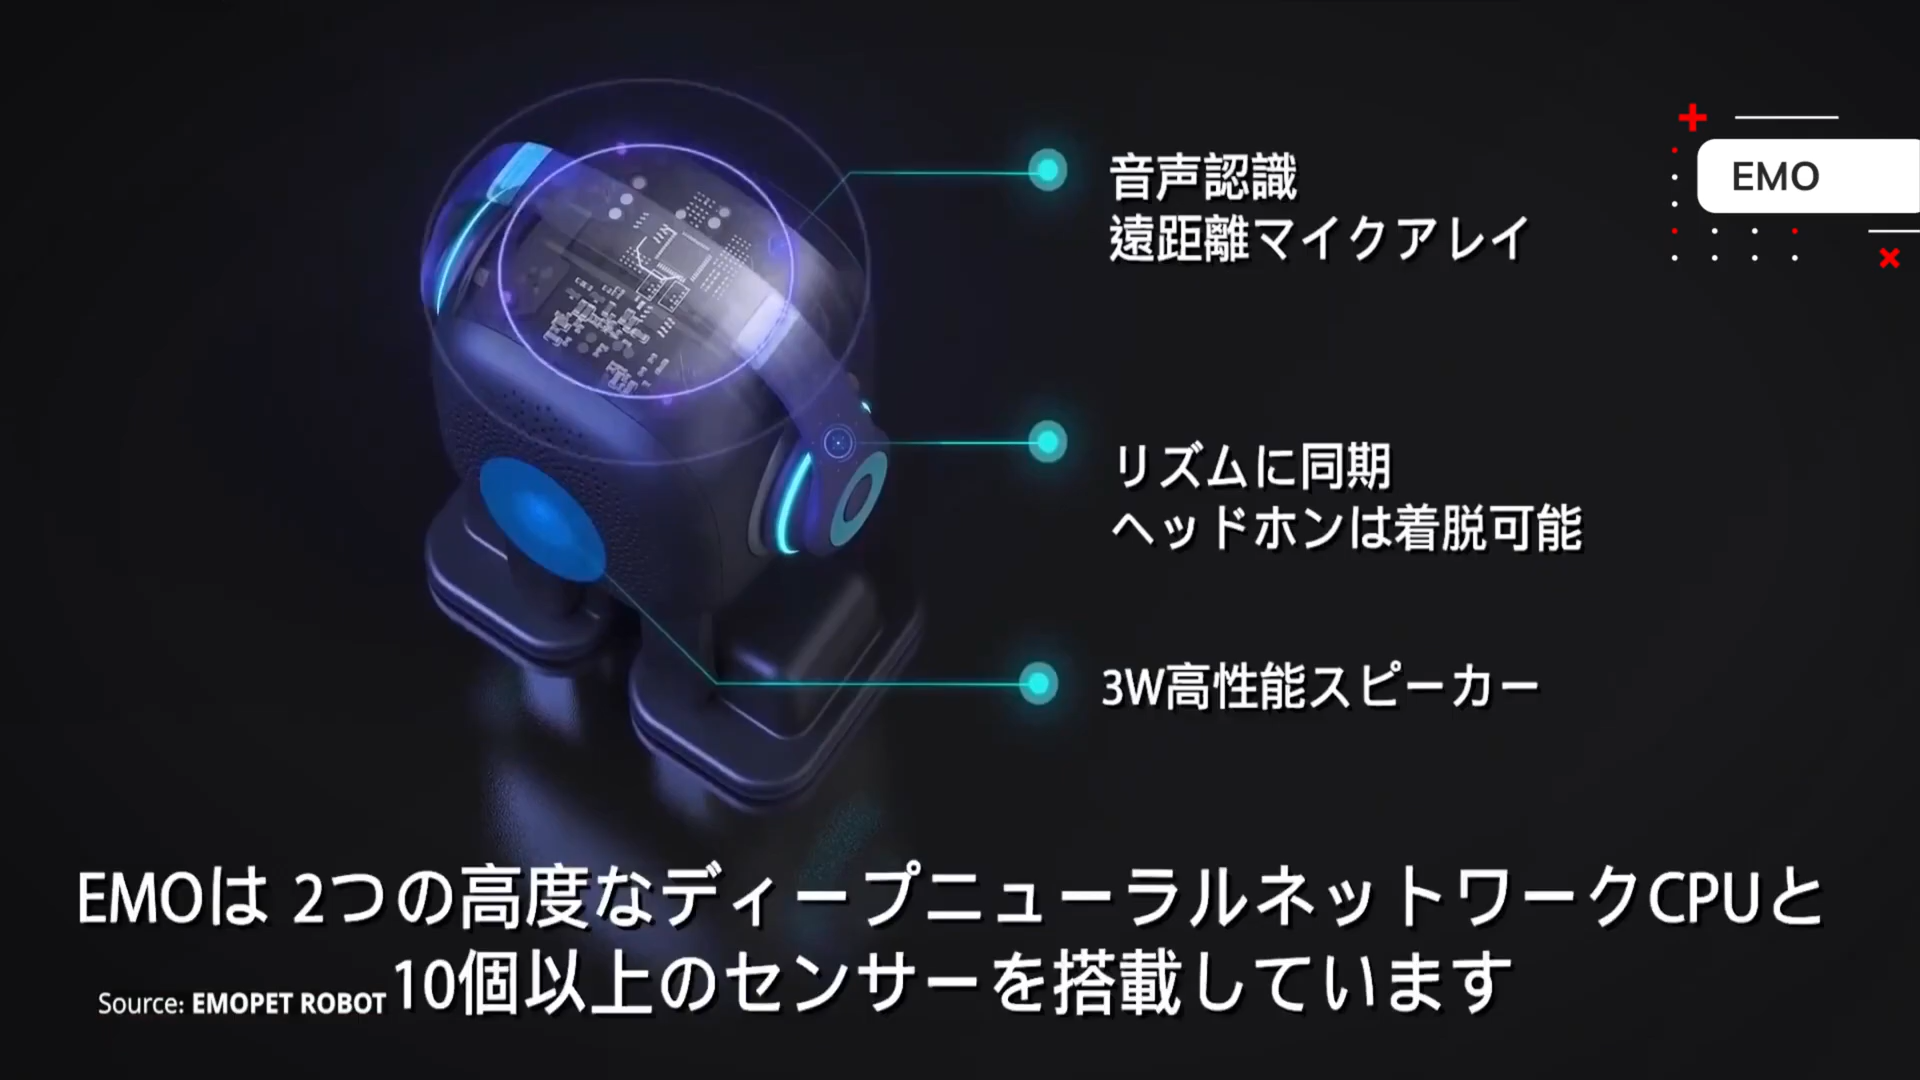 音声認識
遠距離マイクアレイ
EMO
リズムに同期
ヘッドホンは着脱可能
3W高性能スピーカー
EMOは 2つの高度なディープニューラルネットワークCPUと
10個以上のセンサーを搭載しています
Source: EMOPET ROBOT